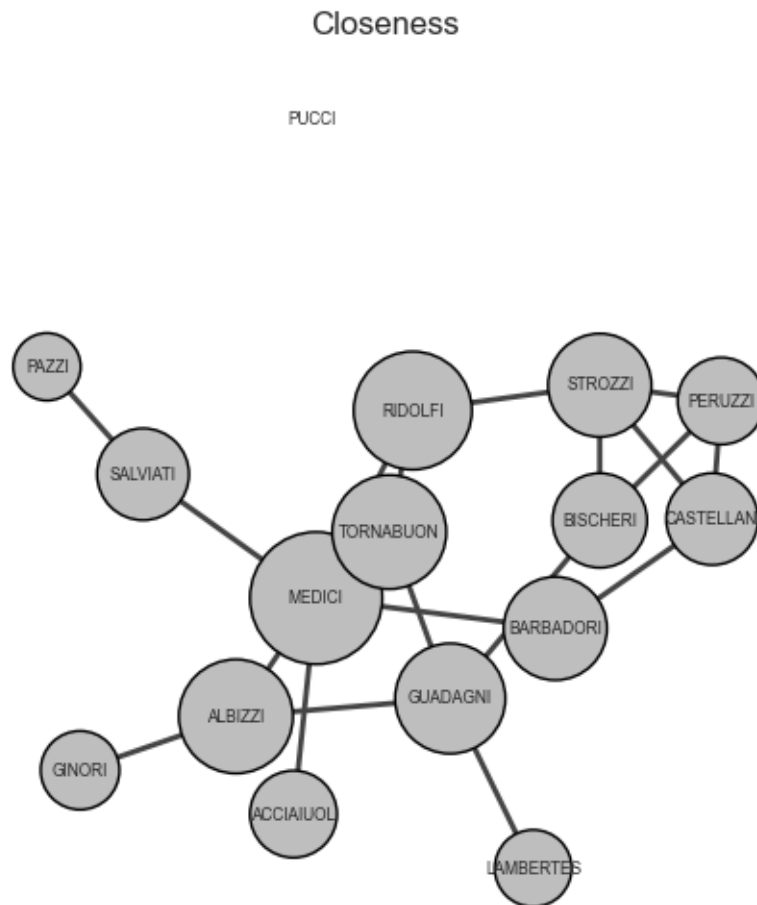 Closeness
PUCCI
PAZZI
STROZZI
PERUZZI
RIDOLFI
SALVIATI
TORNABUON
BISCHERI
CASTELLAN
MEDICI
BARBADORI
GUADAGNI
ALBIZZI
GINORI
ACCIAIUOL
LAMBERTES